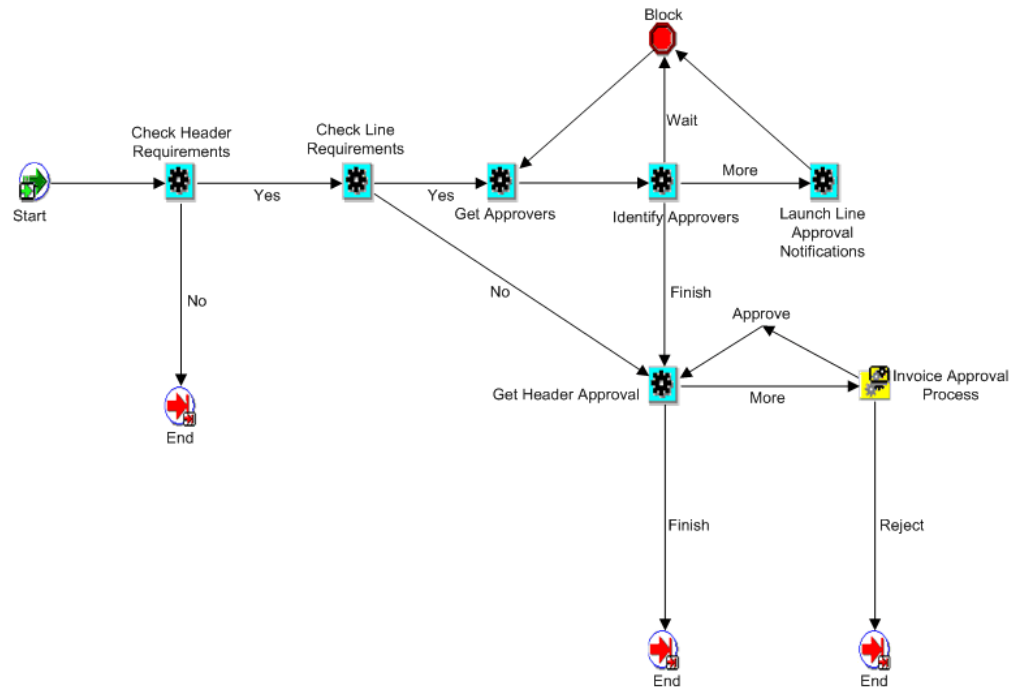 Block
Check Header
Requirements
Check Line
Requirements
Wait
More
Start
Yes
Yes
Get Approvers
Identify Approvers
Launch Line
Approval
Notifications
No
No
Finish
Approve
Get Header Approval
More
Invoice Approval
Process
End
Finish
Reject
End
End